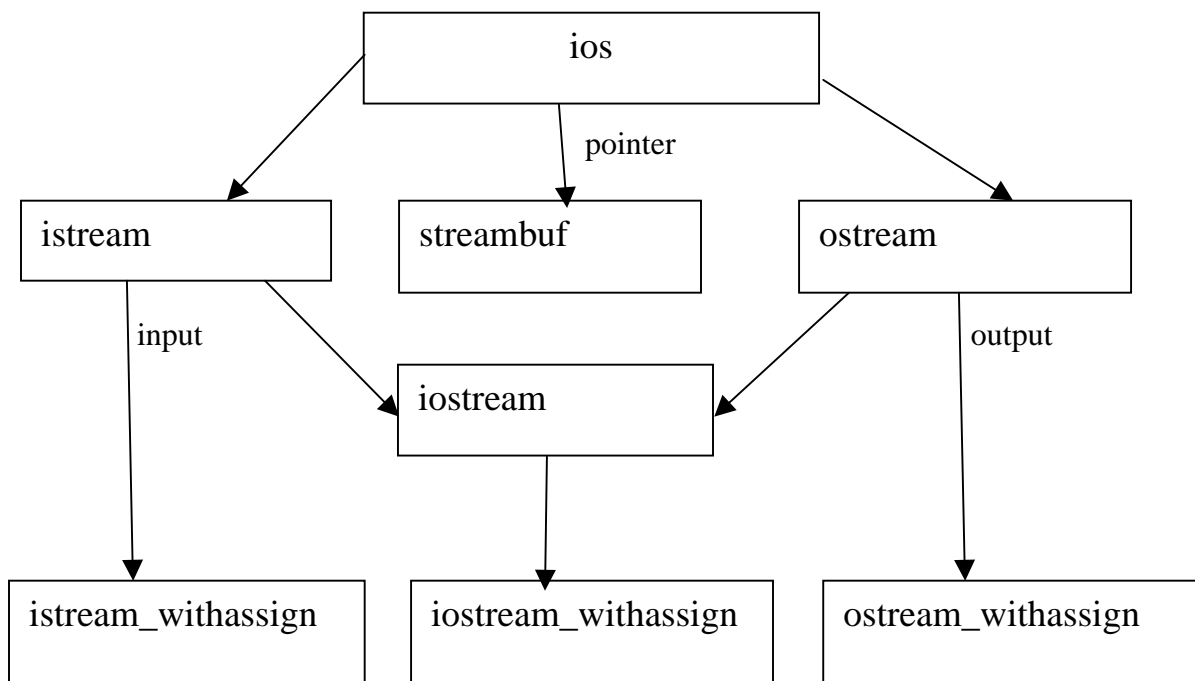 ios
pointer
istream
streambuf
ostream
input
output
iostream
istream_withassign
iostream_withassign
ostream_withassign